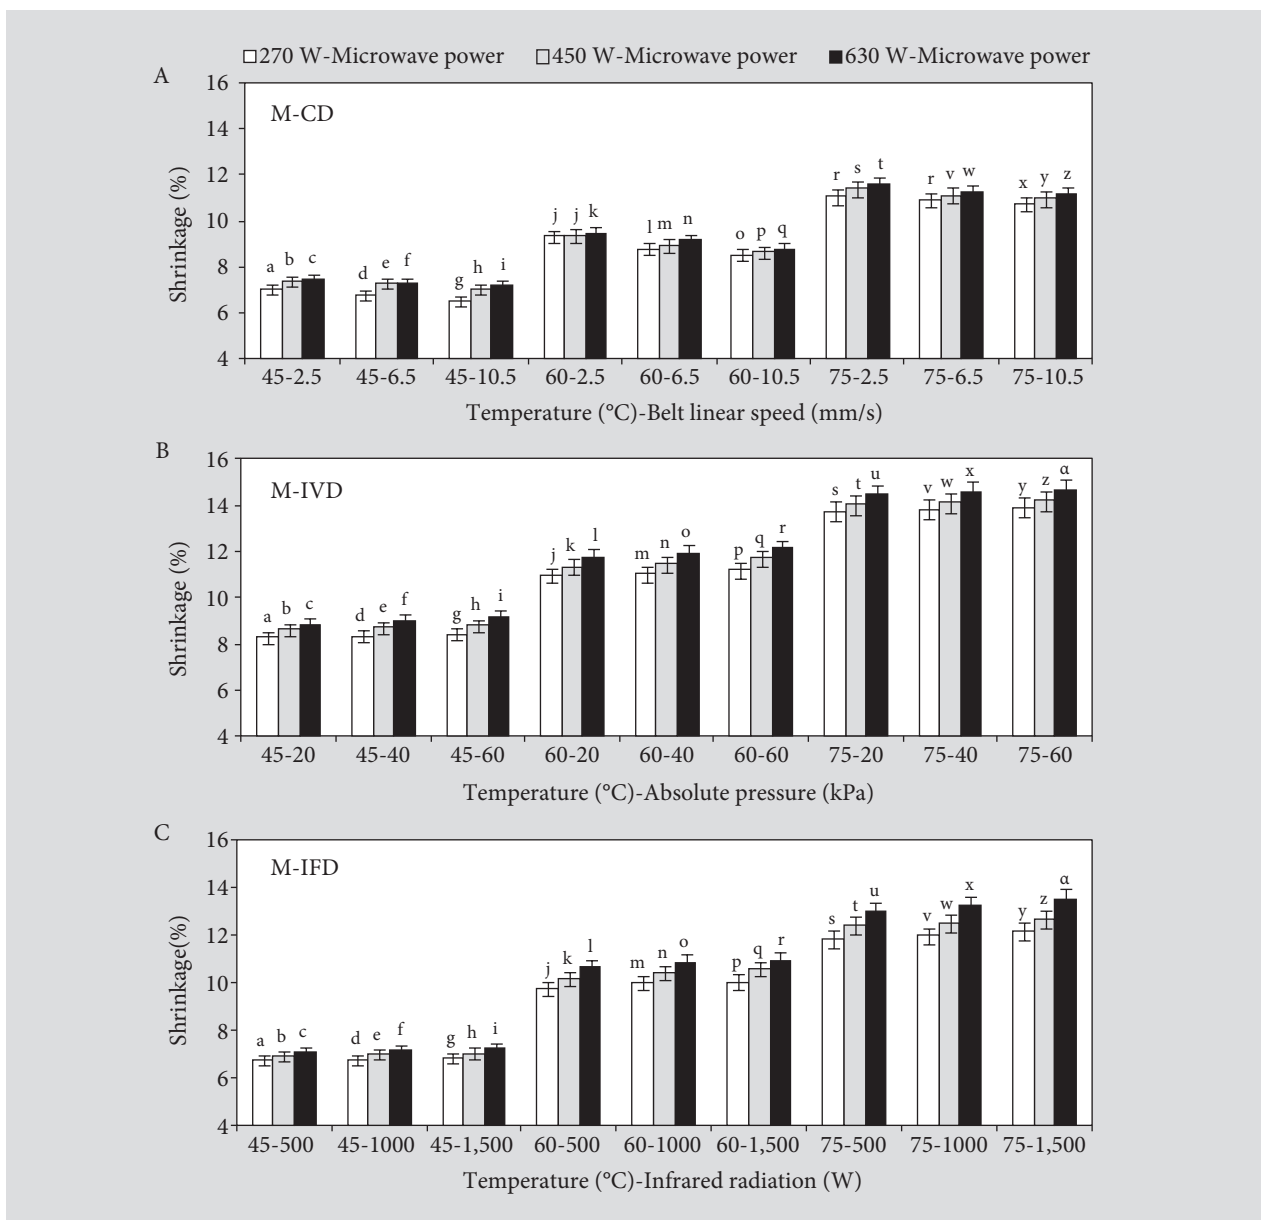 270 W-Microwave power 450 W-Microwave power 630 W-Microwave power
A
M-CD
Shrinkage (%)
16
14
12
10
8
6
4
a b c d e f g h i j j k l m n o p q r s t r v w x y z
45-2.5 45-6.5 45-10.5 60-2.5 60-6.5 60-10.5 75-2.5 75-6.5 75-10.5
Temperature (°C)-Belt linear speed (mm/s)
B
M-IVD
Shrinkage (%)
16
14
12
10
8
6
4
a b c d e f g h i j k l m n o p q r s t u v w x y z α
45-20 45-40 45-60 60-20 60-40 60-60 75-20 75-40 75-60
Temperature (°C)-Absolute pressure (kPa)
C
M-IFD
Shrinkage(%)
16
14
12
10
8
6
4
a b c d e f g h i j k l m n o p q r s t u v w x y z α
45-500 45-1000 45-1,500 60-500 60-1000 60-1,500 75-500 75-1000 75-1,500
Temperature (°C)-Infrared radiation (W)